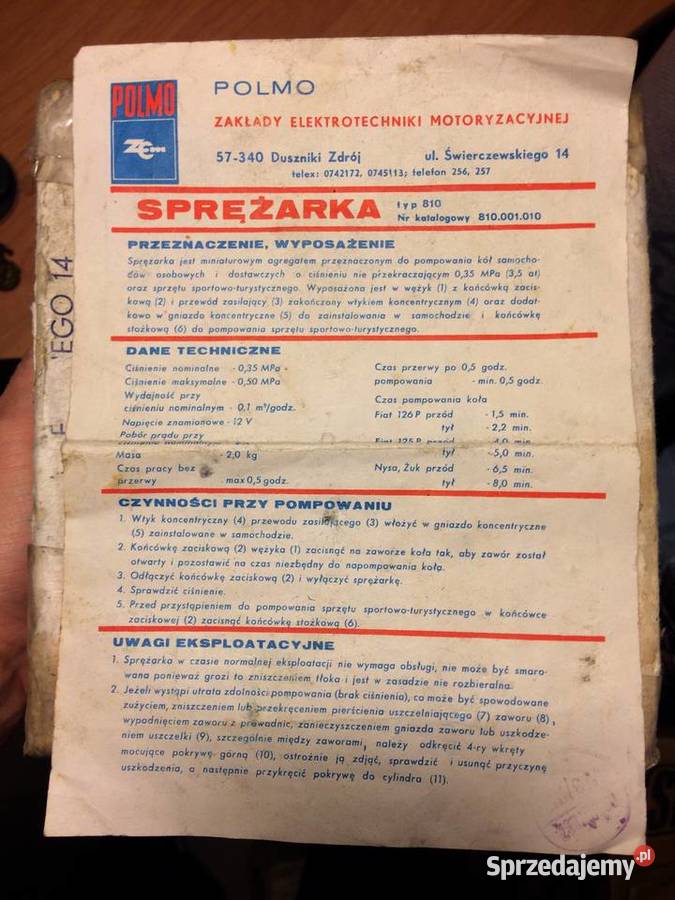 POLMO
ZEM
POLMO
ZAKŁADY ELEKTROTECHNIKI MOTORYZACYJNEJ
57-340 Duszniki Zdrój ul. Świerczewskiego 14
telex: 0742172, 0745113; telefon 256, 257
SPRĘŻARKA typ 810
Nr katalogowy 810.001.010
PRZEZNACZENIE, WYPOSAŻENIE
Sprężarka jest miniaturowym agregatem przeznaczonym do pompowania kół samocho-
dów osobowych i dostawczych o ciśnieniu nie przekraczającym 0,35 MPa (3,5 at)
oraz sprzętu sportowo-turystycznego. Wyposażona jest w wężyk (1) z końcówką zacis-
kową (2) i przewód zasilający (3) zakończony wtykiem koncentrycznym (4) oraz dodat-
kowo w gniazdo koncentryczne (5) do zainstalowania w samochodzie i końcówkę
stożkową (6) do pompowania sprzętu sportowo-turystycznego.
DANE TECHNICZNE
Ciśnienie nominalne - 0,35 MPa
Ciśnienie maksymalne - 0,50 MPa
Wydajność przy
ciśnieniu nominalnym - 0,1 m³/godz.
Napięcie znamionowe - 12 V
Pobór prądu przy
Masa - 2,0 kg
Czas pracy bez
przerwy max 0,5 godz.
Czas przerwy po 0,5 godz.
pompowania - min. 0,5 godz.
Czas pompowania koła
Fiat 126 P przód - 1,5 min.
tył - 2,2 min.
Fiat 125 P przód - 4,0 min.
tył - 5,0 min.
Nysa, Żuk przód - 6,5 min.
tył - 8,0 min.
CZYNNOŚCI PRZY POMPOWANIU
1. Wtyk koncentryczny (4) przewodu zasilającego (3) włożyć w gniazdo koncentryczne
(5) zainstalowane w samochodzie.
2. Końcówkę zaciskową (2) wężyka (1) zacisnąć na zaworze koła tak, aby zawór został
otwarty i pozostawić na czas niezbędny do napompowania koła.
3. Odłączyć końcówkę zaciskową (2) i wyłączyć sprężarkę.
4. Sprawdzić ciśnienie.
5. Przed przystąpieniem do pompowania sprzętu sportowo-turystycznego w końcówce
zaciskowej (2) zacisnąć końcówkę stożkową (6).
UWAGI EKSPLOATACYJNE
1. Sprężarka w czasie normalnej eksploatacji nie wymaga obsługi, nie może być smaro-
wana ponieważ grozi to zniszczeniem tłoka i jest w zasadzie nie rozbieralna.
2. Jeżeli wystąpi utrata zdolności pompowania (brak ciśnienia), co może być spowodowane
zużyciem, zniszczeniem lub przekręceniem pierścienia uszczelniającego (7) zaworu (8),
wypadnięciem zaworu z prowadnic, zanieczyszczeniem gniazda zaworu lub uszkodze-
niem uszczelki (9), szczególnie między zaworami, należy odkręcić 4-ry wkręty
mocujące pokrywę górną (10), ostrożnie ją zdjąć, sprawdzić i usunąć przyczynę
uszkodzenia, a następnie przykręcić pokrywę do cylindra (11).
EGO 14
Sprzedajemy.pl